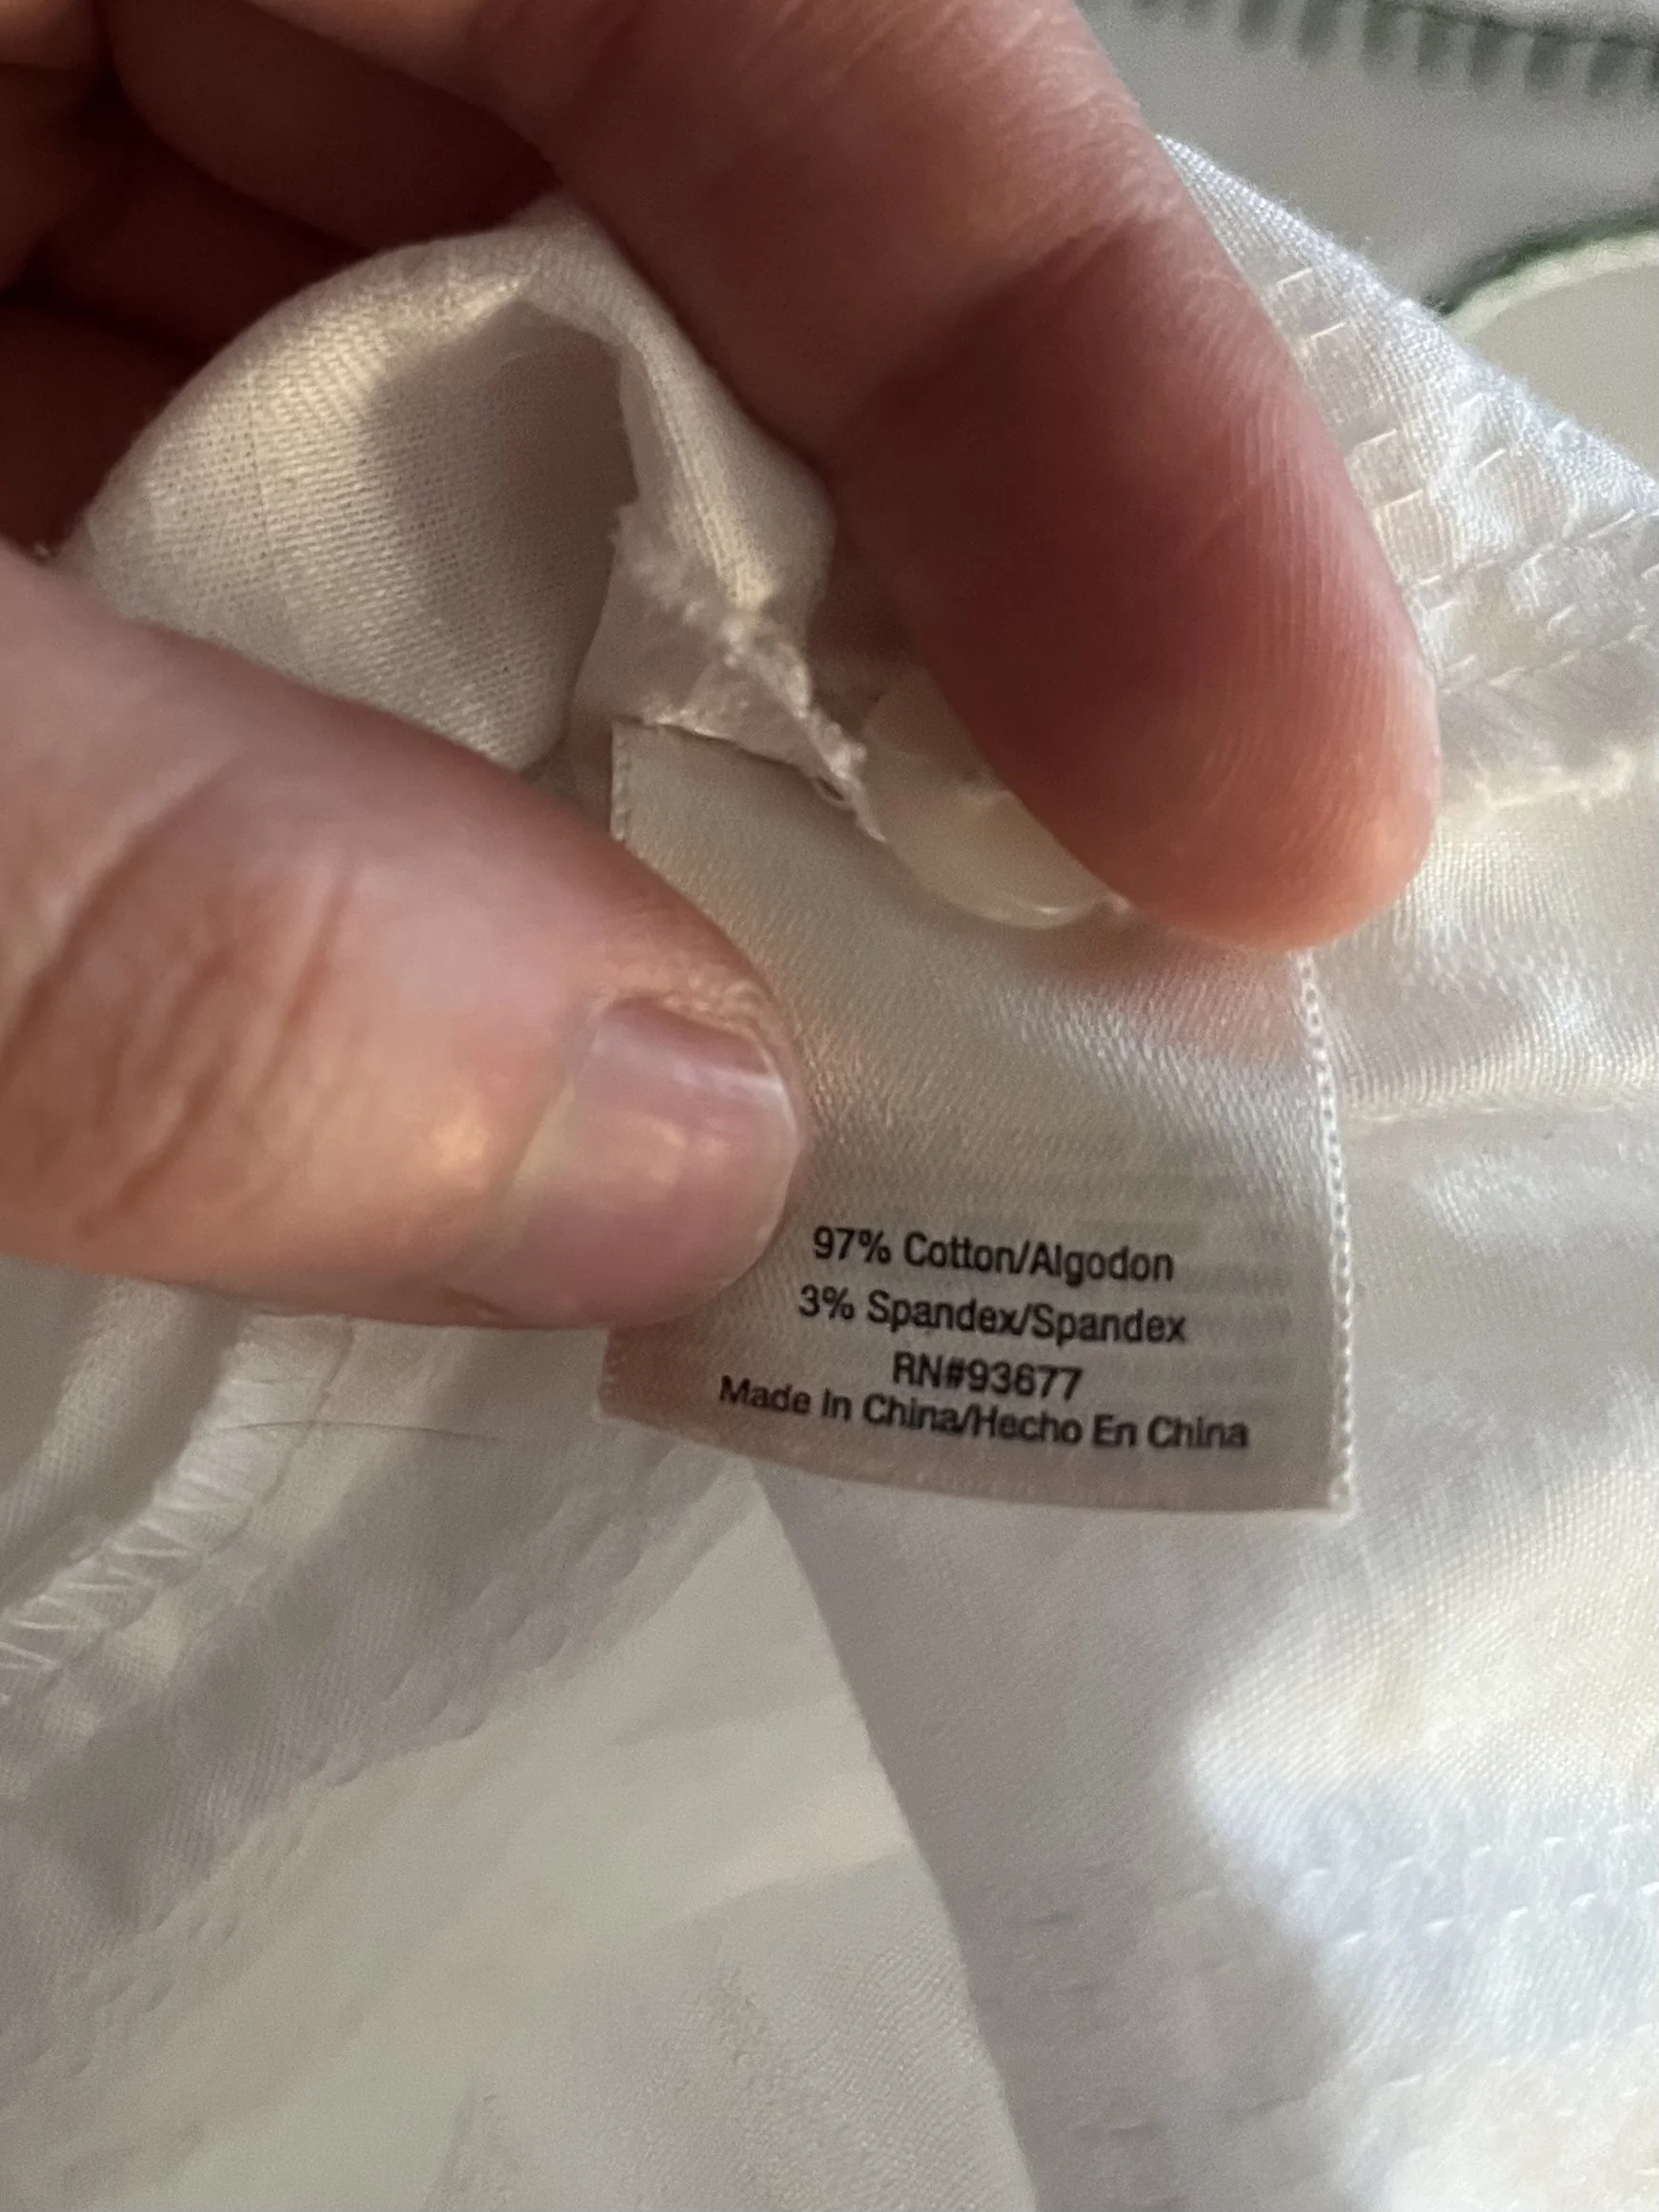 97% Cotton/Algodon
3% Spandex/Spandex
RN#93677
Made In China/Hecho En China